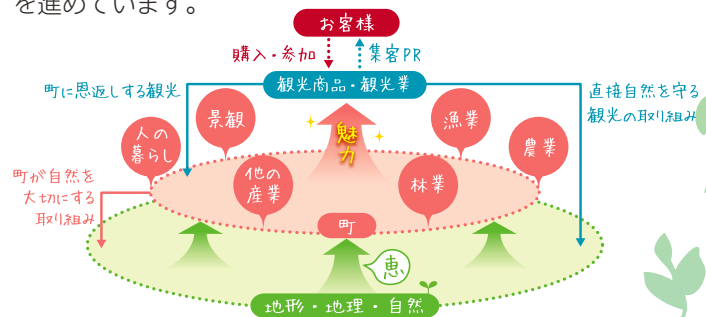 を進めています。
お客様
購入・参加
集客PR
観光商品・観光業
町に恩返しする観光
直接自然を守る
観光の取り組み
景観
魅力
漁業
人の
暮らし
農業
他の
産業
林業
町が自然を
大切にする
取り組み
町
恵
地形・地理・自然